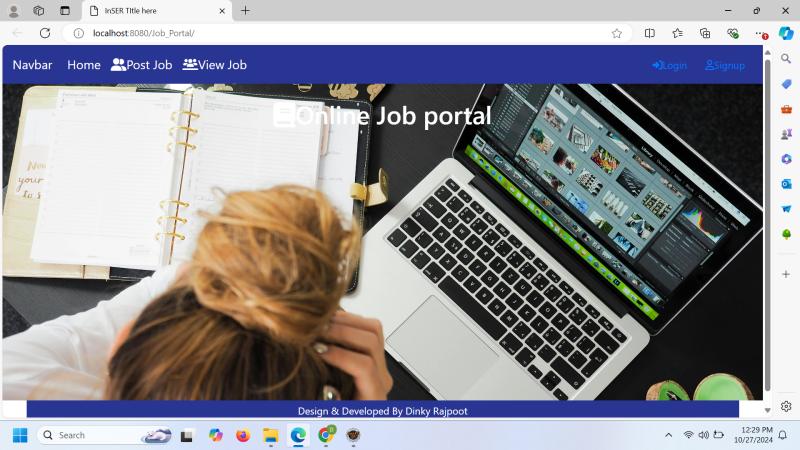 InSER TItle here
localhost:8080/Job_Portal/
Navbar Home Post Job View Job Login Signup
Online Job portal
Design & Developed By Dinky Rajpoot
Search
12:29 PM
10/27/2024